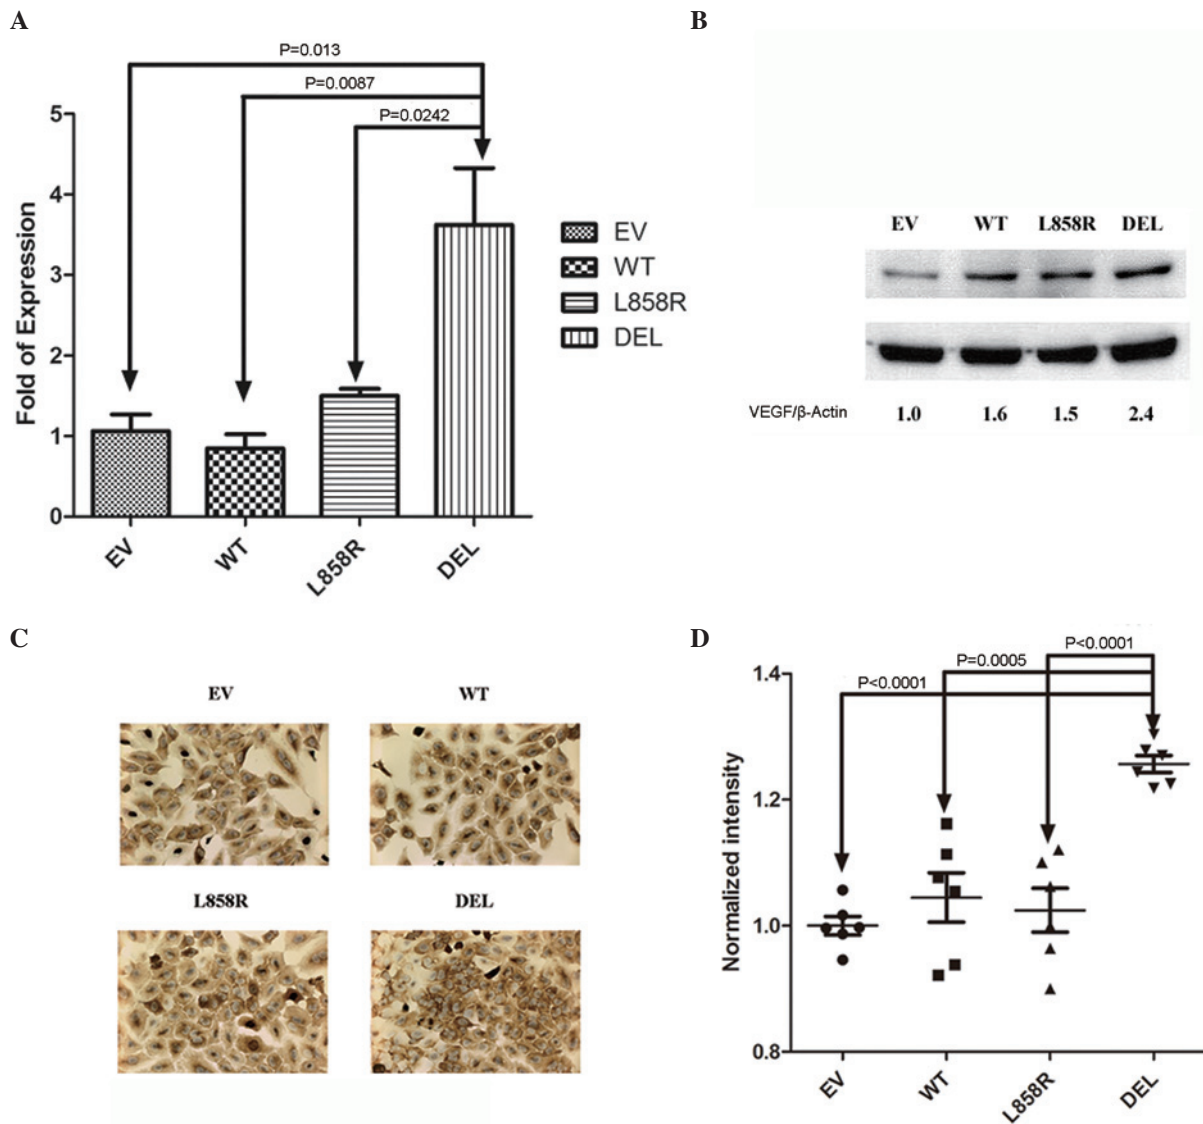 A
P=0.013
P=0.0087
P=0.0242
5
4
3
2
1
0
Fold of Expression
EV
WT
L858R
DEL
EV
WT
L858R
DEL
B
EV WT L858R DEL
VEGF/β-Actin 1.0 1.6 1.5 2.4
C
EV WT
L858R DEL
D
P<0.0001
P=0.0005
P<0.0001
1.4
1.2
1.0
0.8
Normalized intensity
EV
WT
L858R
DEL